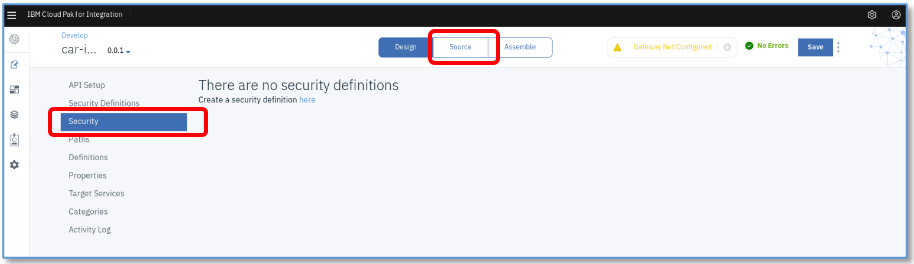 IBM Cloud Pak for Integration
Develop
car-i... 0.0.1
Design Source Assemble
Gateway Not Configured
No Errors
Save
API Setup
Security Definitions
Security
Paths
Definitions
Properties
Target Services
Categories
Activity Log
There are no security definitions
Create a security definition here